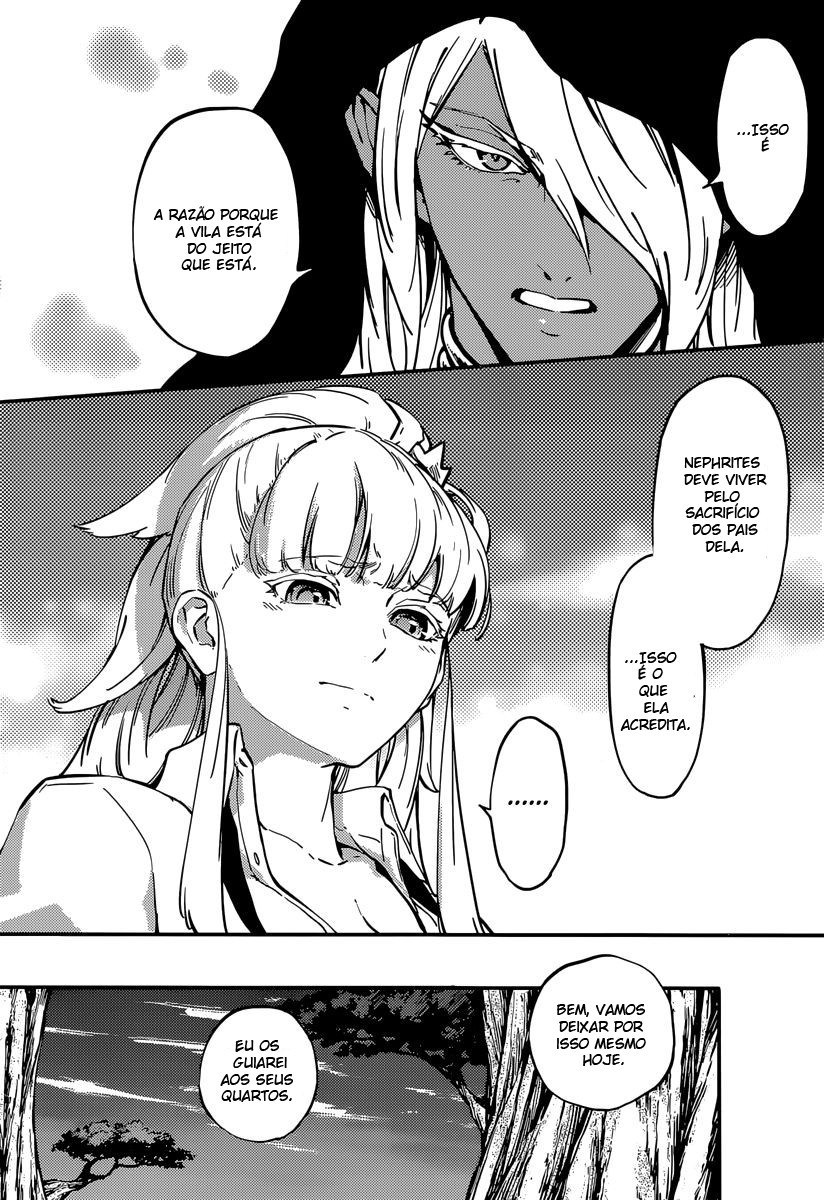 ...ISSO
É
A RAZÃO PORQUE
A VILA ESTÁ
DO JEITO
QUE ESTÁ.
NEPHRITES
DEVE VIVER
PELO
SACRIFÍCIO
DOS PAIS
DELA.
...ISSO
É O QUE
ELA
ACREDITA.
......
BEM, VAMOS
DEIXAR POR
ISSO MESMO
HOJE.
EU OS
GUIAREI
AOS SEUS
QUARTOS.